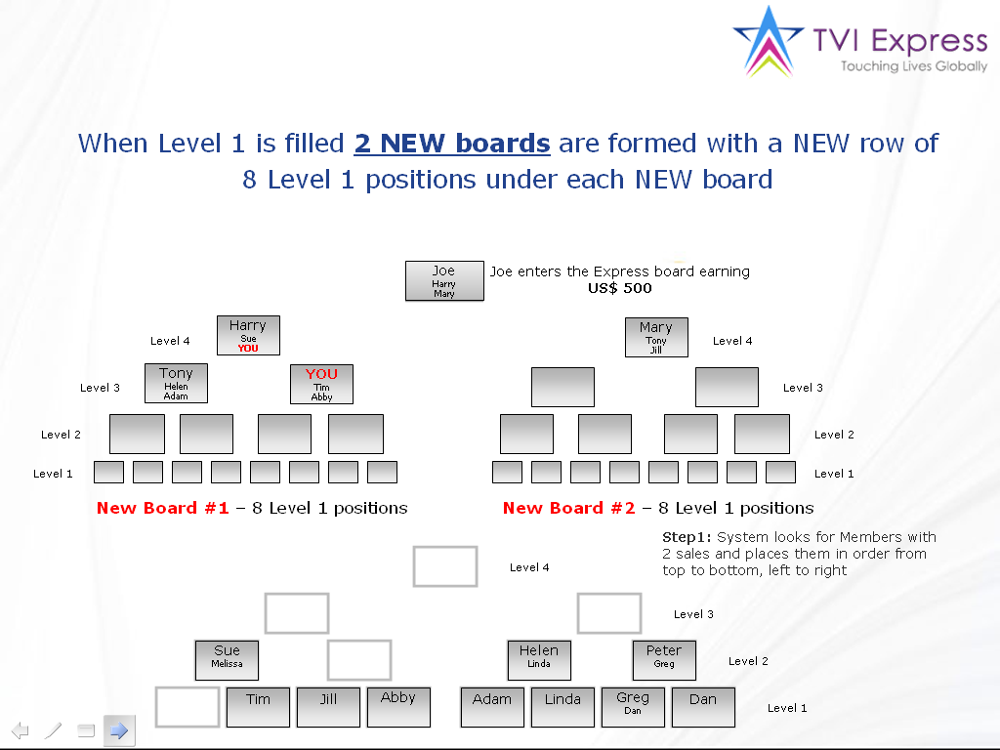 TVI Express
Touching Lives Globally
When Level 1 is filled 2 NEW boards are formed with a NEW row of
8 Level 1 positions under each NEW board
Joe
Harry
Mary
Joe enters the Express board earning
US$ 500
Harry
Sue
YOU
Level 4
Mary
Tony
Jill
Level 4
Level 3
Tony
Helen
Adam
YOU
Tim
Abby
Level 3
Level 2
Level 2
Level 1
Level 1
New Board #1 – 8 Level 1 positions
New Board #2 – 8 Level 1 positions
Step1: System looks for Members with
2 sales and places them in order from
top to bottom, left to right
Level 4
Level 3
Sue
Melissa
Helen
Linda
Peter
Greg
Level 2
Tim
Jill
Abby
Adam
Linda
Greg
Dan
Dan
Level 1